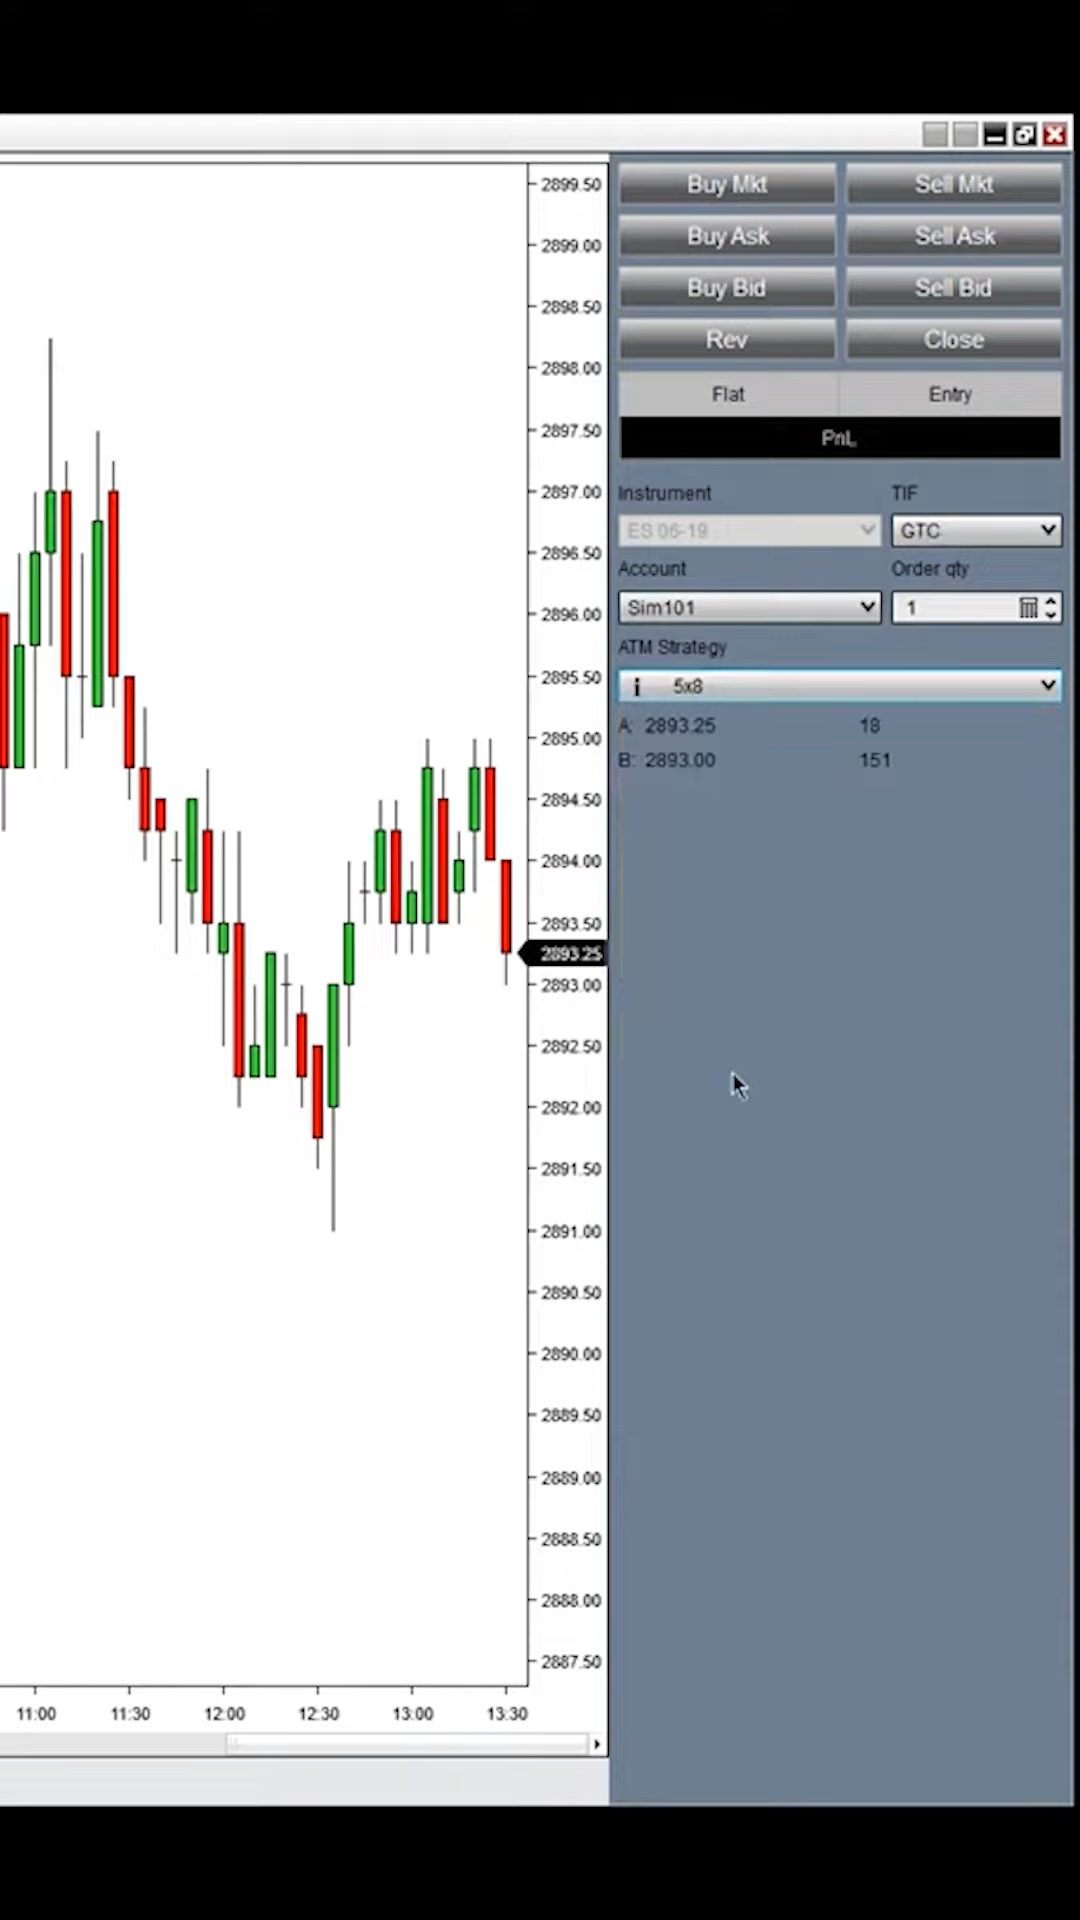 2899.50
2899.00
2898.50
2898.00
2897.50
2897.00
2896.50
2896.00
2895.50
2895.00
2894.50
2894.00
2893.50
2893.25
2893.00
2892.50
2892.00
2891.50
2891.00
2890.50
2890.00
2889.50
2889.00
2888.50
2888.00
2887.50
11:00 11:30 12:00 12:30 13:00 13:30
Buy Mkt Sell Mkt
Buy Ask Sell Ask
Buy Bid Sell Bid
Rev Close
Flat Entry
PnL
Instrument TIF
ES 06-19 GTC
Account Order qty
Sim101 1
ATM Strategy
i 5x8
A: 2893.25 18
B: 2893.00 151